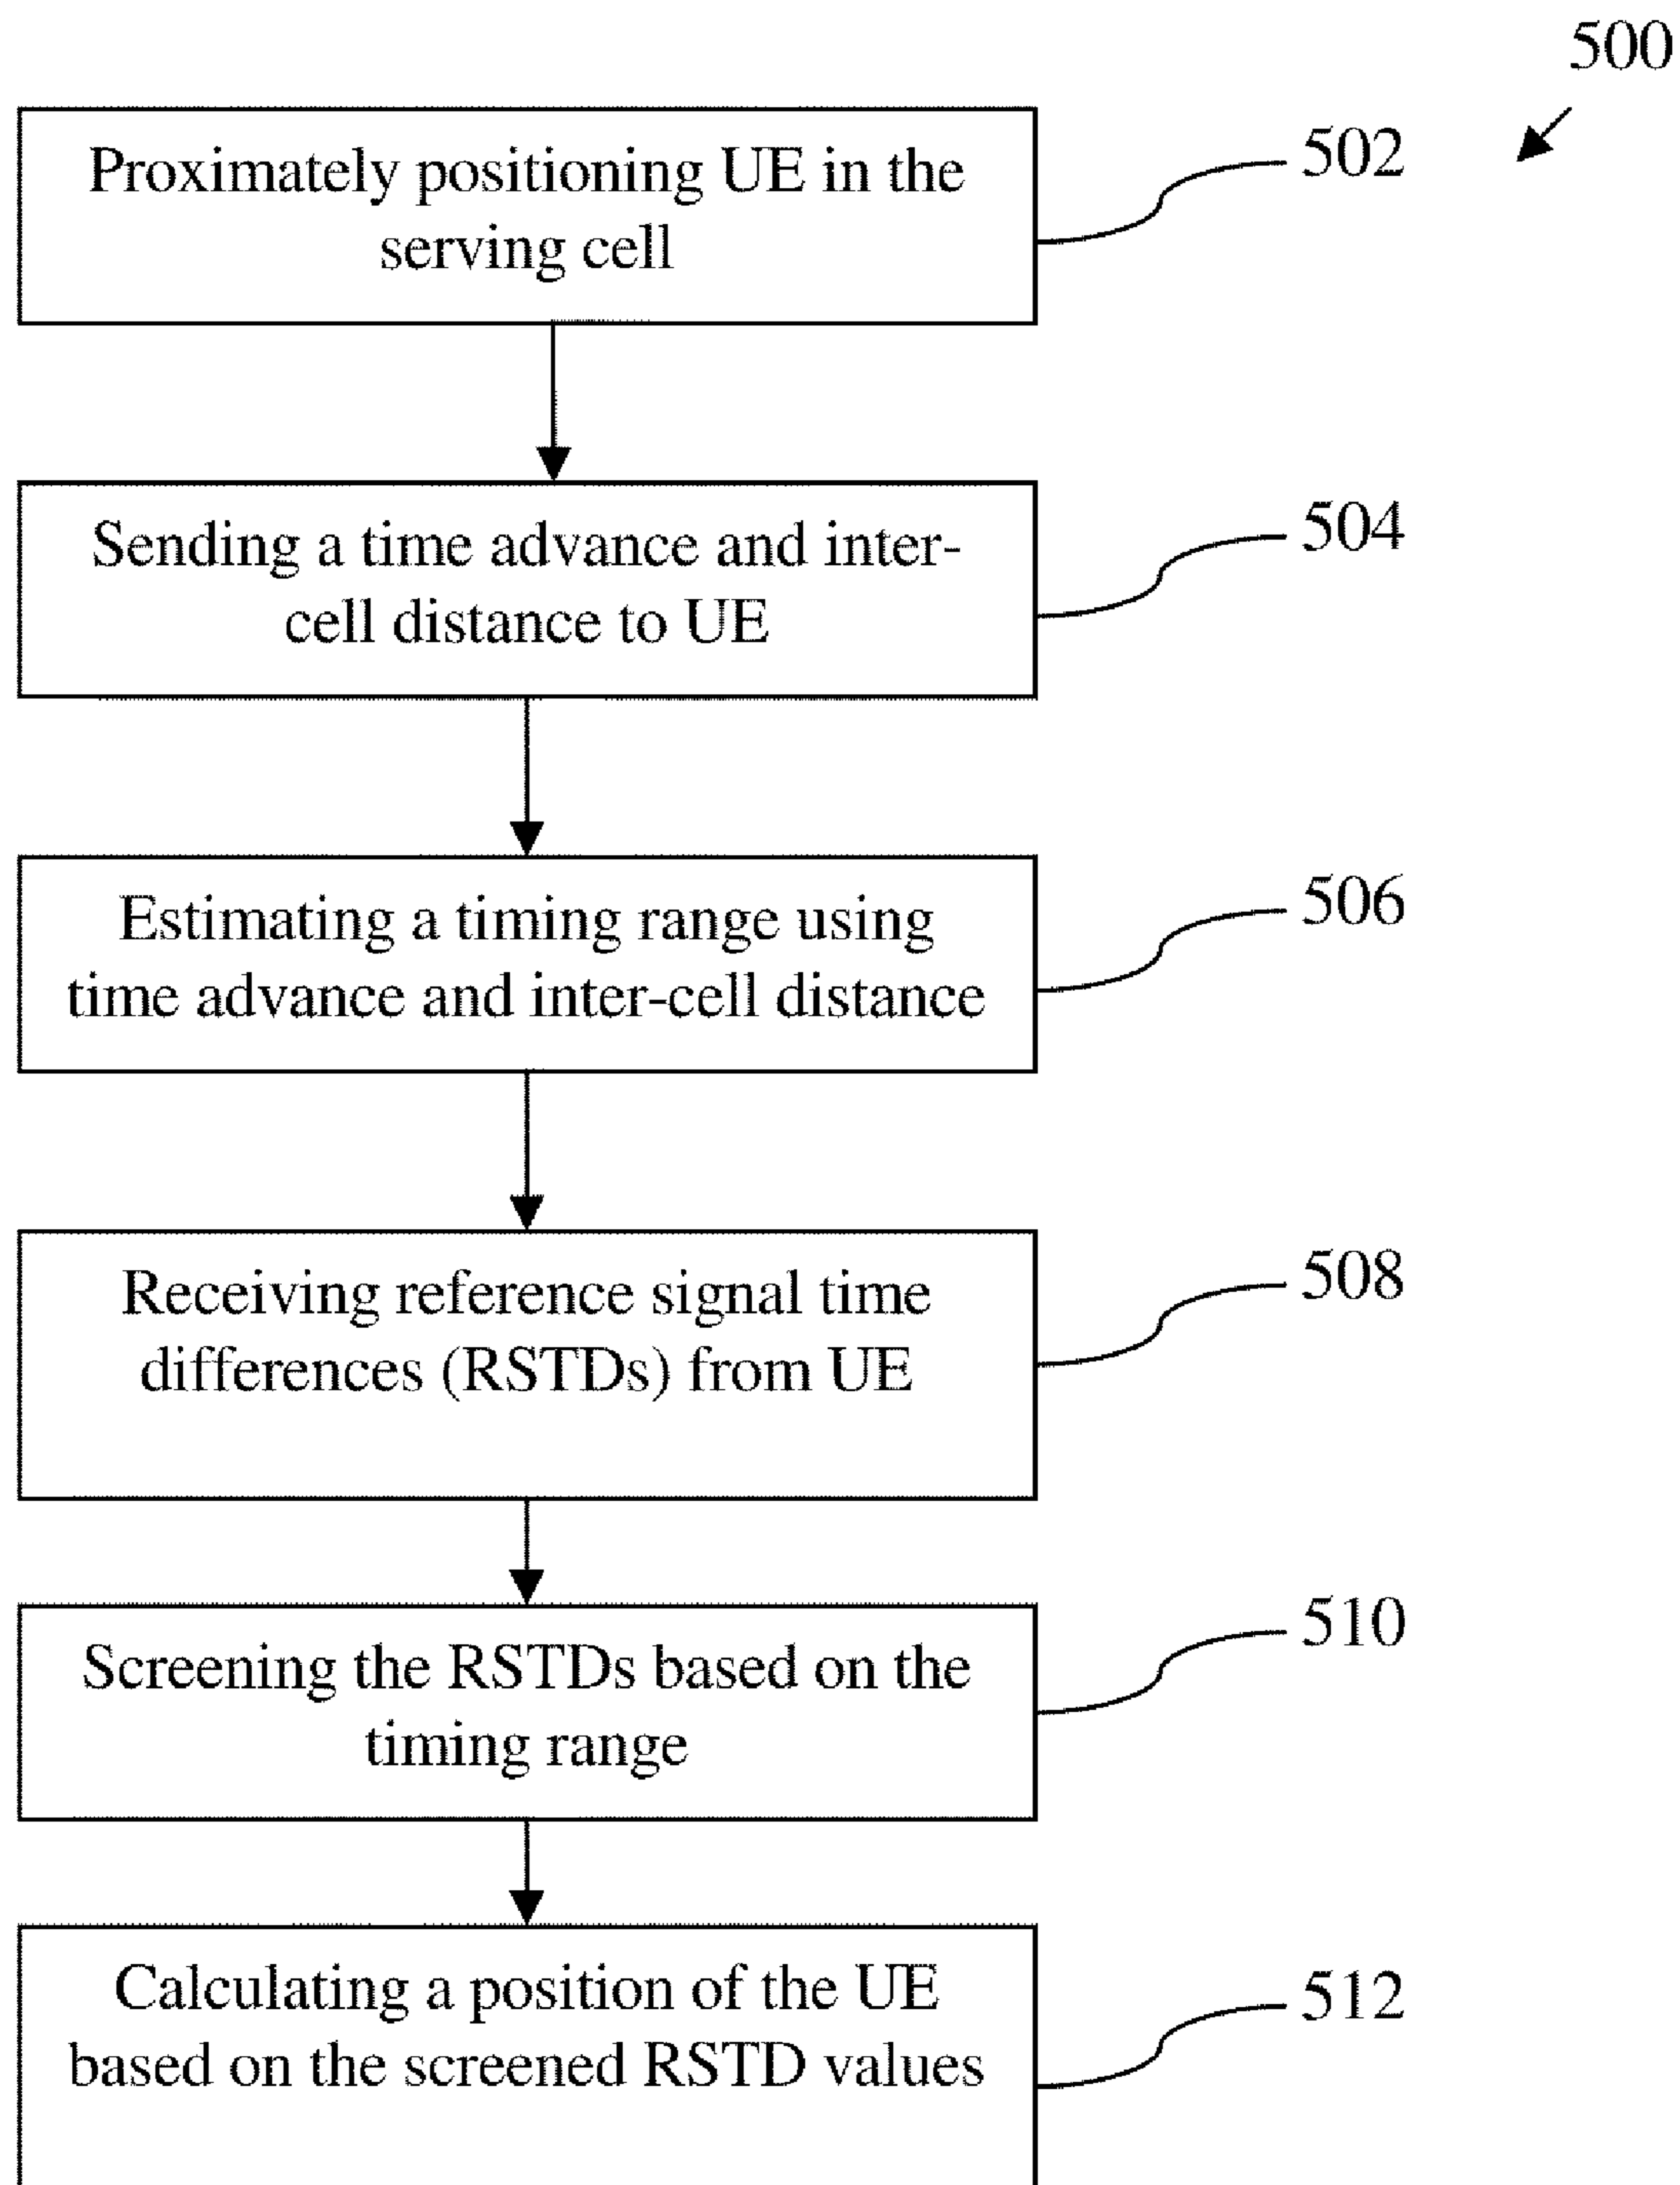 500
Proximately positioning UE in the
serving cell
502
Sending a time advance and inter-
cell distance to UE
504
Estimating a timing range using
time advance and inter-cell distance
506
Receiving reference signal time
differences (RSTDs) from UE
508
Screening the RSTDs based on the
timing range
510
Calculating a position of the UE
based on the screened RSTD values
512